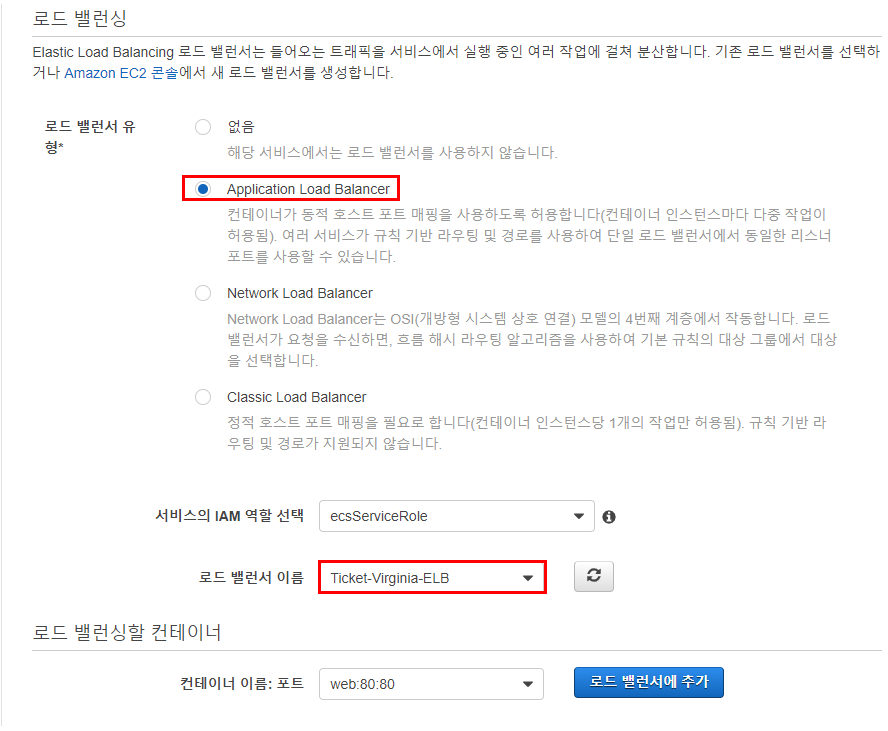 로드 밸런싱
Elastic Load Balancing 로드 밸런서는 들어오는 트래픽을 서비스에서 실행 중인 여러 작업에 걸쳐 분산합니다. 기존 로드 밸런서를 선택하
거나 Amazon EC2 콘솔에서 새 로드 밸런서를 생성합니다.
로드 밸런서 유
형*
없음
해당 서비스에서는 로드 밸런서를 사용하지 않습니다.
Application Load Balancer
컨테이너가 동적 호스트 포트 매핑을 사용하도록 허용합니다(컨테이너 인스턴스마다 다중 작업이
허용됨). 여러 서비스가 규칙 기반 라우팅 및 경로를 사용하여 단일 로드 밸런서에서 동일한 리스너
포트를 사용할 수 있습니다.
Network Load Balancer
Network Load Balancer는 OSI(개방형 시스템 상호 연결) 모델의 4번째 계층에서 작동합니다. 로드
밸런서가 요청을 수신하면, 흐름 해시 라우팅 알고리즘을 사용하여 기본 규칙의 대상 그룹에서 대상
을 선택합니다.
Classic Load Balancer
정적 호스트 포트 매핑을 필요로 합니다(컨테이너 인스턴스당 1개의 작업만 허용됨). 규칙 기반 라
우팅 및 경로가 지원되지 않습니다.
서비스의 IAM 역할 선택 ecsServiceRole
로드 밸런서 이름 Ticket-Virginia-ELB
로드 밸런싱할 컨테이너
컨테이너 이름: 포트 web:80:80 로드 밸런서에 추가